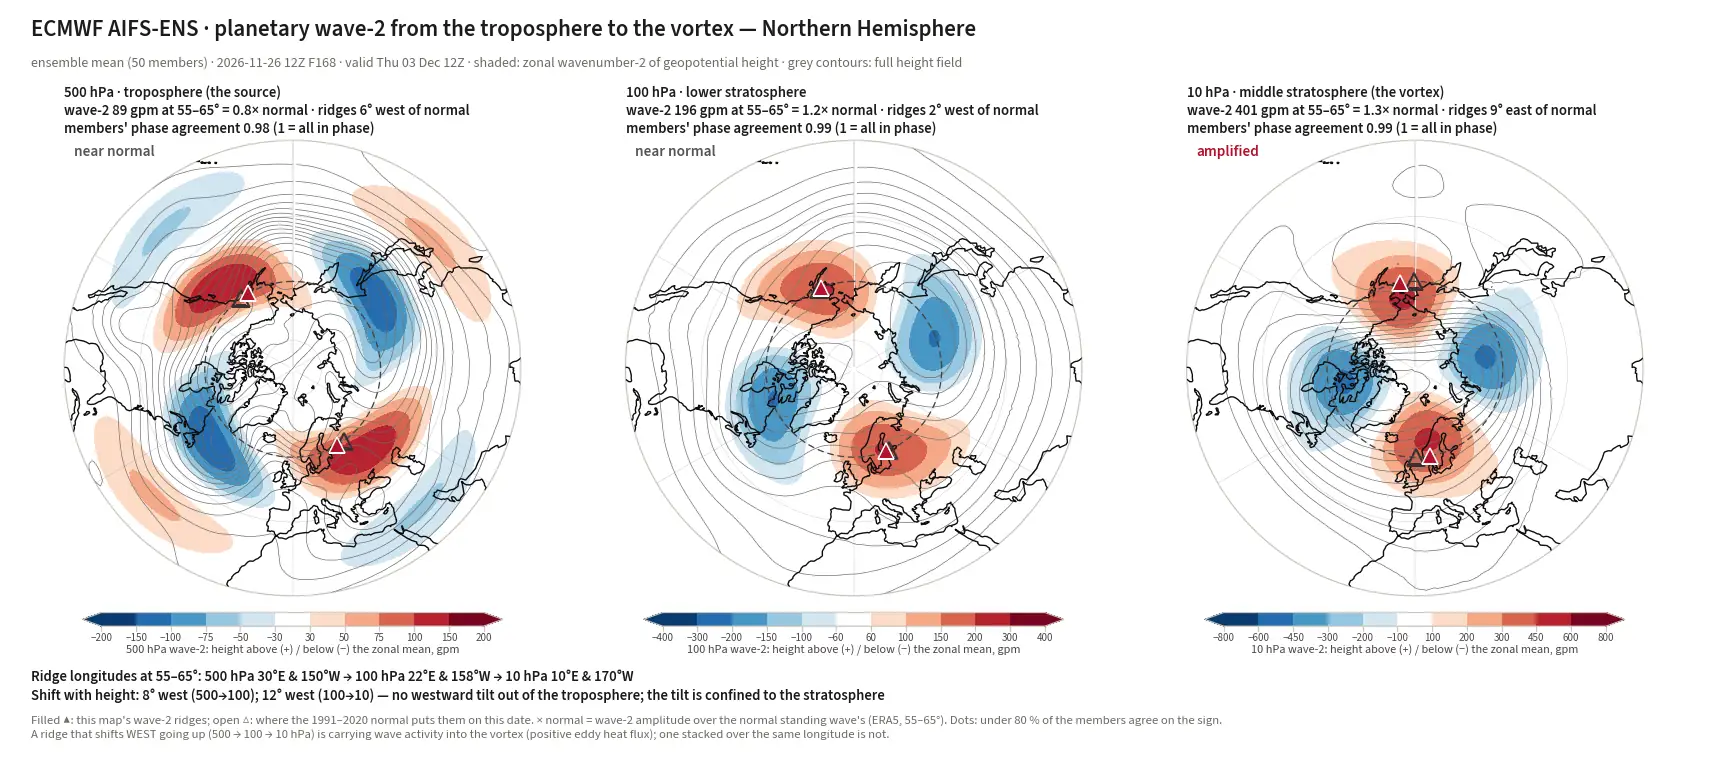 ECMWF AIFS-ENS · planetary wave-2 from the troposphere to the vortex — Northern Hemisphere
ensemble mean (50 members) · 2026-11-26 12Z F168 · valid Thu 03 Dec 12Z · shaded: zonal wavenumber-2 of geopotential height · grey contours: full height field
500 hPa · troposphere (the source)
wave-2 89 gpm at 55–65° = 0.8× normal · ridges 6° west of normal
members' phase agreement 0.98 (1 = all in phase)
near normal
100 hPa · lower stratosphere
wave-2 196 gpm at 55–65° = 1.2× normal · ridges 2° west of normal
members' phase agreement 0.99 (1 = all in phase)
near normal
10 hPa · middle stratosphere (the vortex)
wave-2 401 gpm at 55–65° = 1.3× normal · ridges 9° east of normal
members' phase agreement 0.99 (1 = all in phase)
amplified
−200 −150 −100 −75 −50 −30 30 50 75 100 150 200
500 hPa wave-2: height above (+) / below (−) the zonal mean, gpm
−400 −300 −200 −150 −100 −60 60 100 150 200 300 400
100 hPa wave-2: height above (+) / below (−) the zonal mean, gpm
−800 −600 −450 −300 −200 −100 100 200 300 450 600 800
10 hPa wave-2: height above (+) / below (−) the zonal mean, gpm
Ridge longitudes at 55–65°: 500 hPa 30°E & 150°W → 100 hPa 22°E & 158°W → 10 hPa 10°E & 170°W
Shift with height: 8° west (500→100); 12° west (100→10) — no westward tilt out of the troposphere; the tilt is confined to the stratosphere
Filled ▲: this map's wave-2 ridges; open △: where the 1991–2020 normal puts them on this date. × normal = wave-2 amplitude over the normal standing wave's (ERA5, 55–65°). Dots: under 80 % of the members agree on the sign.
A ridge that shifts WEST going up (500 → 100 → 10 hPa) is carrying wave activity into the vortex (positive eddy heat flux); one stacked over the same longitude is not.